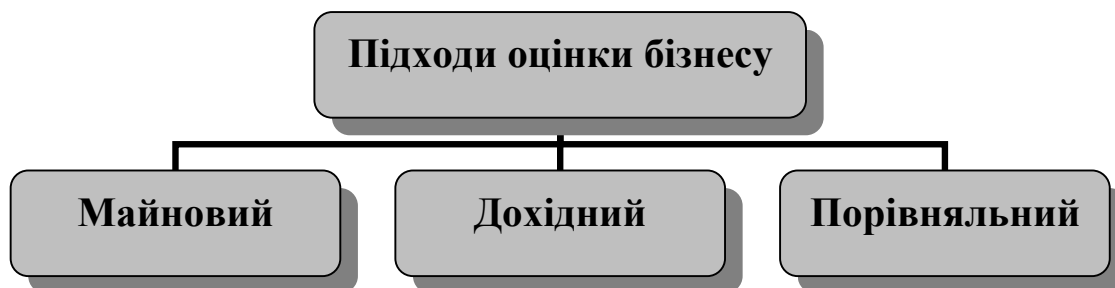 Підходи оцінки бізнесу
Майновий
Дохідний
Порівняльний